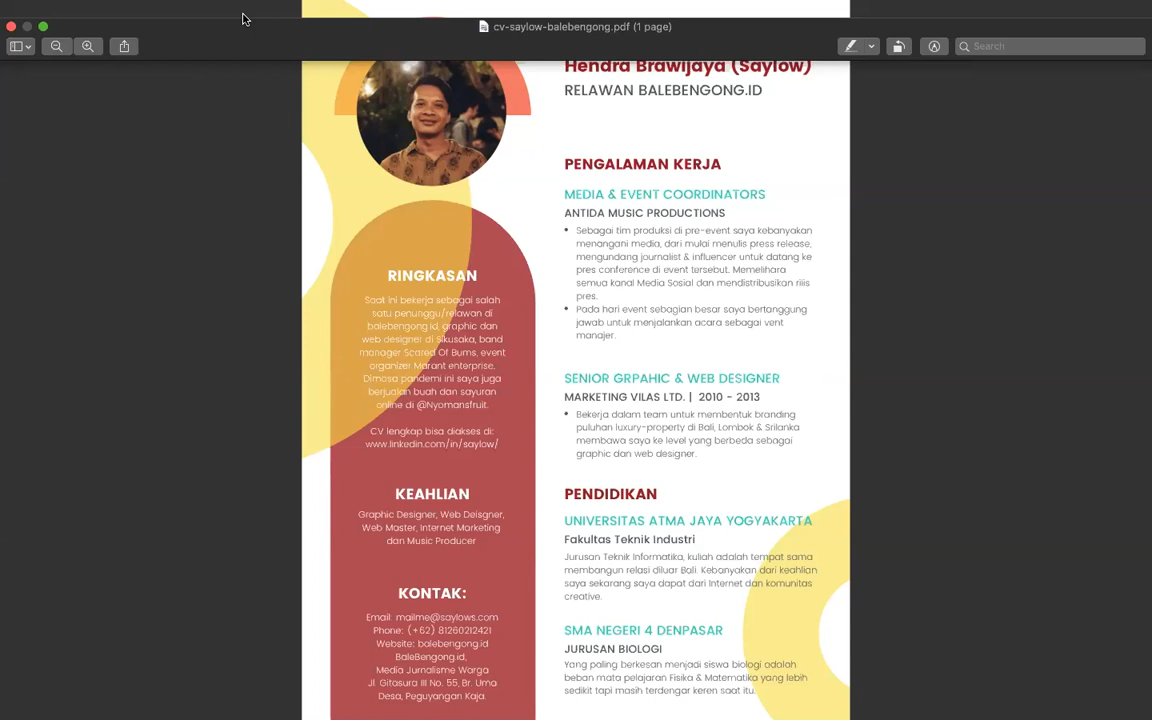 cv-saylow-balebengong.pdf (1 page)
Search
Hendra Brawijaya (Saylow)
RELAWAN BALEBENGONG.ID
PENGALAMAN KERJA
MEDIA & EVENT COORDINATORS
ANTIDA MUSIC PRODUCTIONS
• Sebagai tim produksi di pre-event saya kebanyakan
menangani media, dari mulai menulis press release,
mengundang journalist & influencer untuk datang ke
pres conference di event tersebut. Memelihara
semua kanal Media Sosial dan mendistribusikan riiis
pres.
• Pada hari event sebagian besar saya bertanggung
jawab untuk menjalankan acara sebagai vent
manajer.
SENIOR GRPAHIC & WEB DESIGNER
MARKETING VILAS LTD. | 2010 - 2013
• Bekerja dalam team untuk membentuk branding
puluhan luxury-property di Bali, Lombok & Srilanka
membawa saya ke level yang berbeda sebagai
graphic dan web designer.
PENDIDIKAN
UNIVERSITAS ATMA JAYA YOGYAKARTA
Fakultas Teknik Industri
Jurusan Teknik Informatika, kuliah adalah tempat sama
membangun relasi diluar Bali. Kebanyakan dari keahlian
saya sekarang saya dapat dari Internet dan komunitas
creative.
SMA NEGERI 4 DENPASAR
JURUSAN BIOLOGI
Yang paling berkesan menjadi siswa biologi adalah
beban mata pelajaran Fisika & Matematika yang lebih
sedikit tapi masih terdengar keren saat itu.
RINGKASAN
Saat ini bekerja sebagai salah
satu penunggu/relawan di
balebengong.id, graphic dan
web designer di Sikusaka, band
manager Scared Of Bums, event
organizer Marant enterprise.
Dimasa pandemi ini saya juga
berjualan buah dan sayuran
online di @Nyomansfruit.
CV lengkap bisa diakses di:
www.linkedin.com/in/saylow/
KEAHLIAN
Graphic Designer, Web Deisgner,
Web Master, Internet Marketing
dan Music Producer
KONTAK:
Email: mailme@saylows.com
Phone: (+62) 81260212421
Website: balebengong.id
BaleBengong.id,
Media Jurnalisme Warga
Jl. Gitasura III No. 55, Br. Uma
Desa, Peguyangan Kaja.